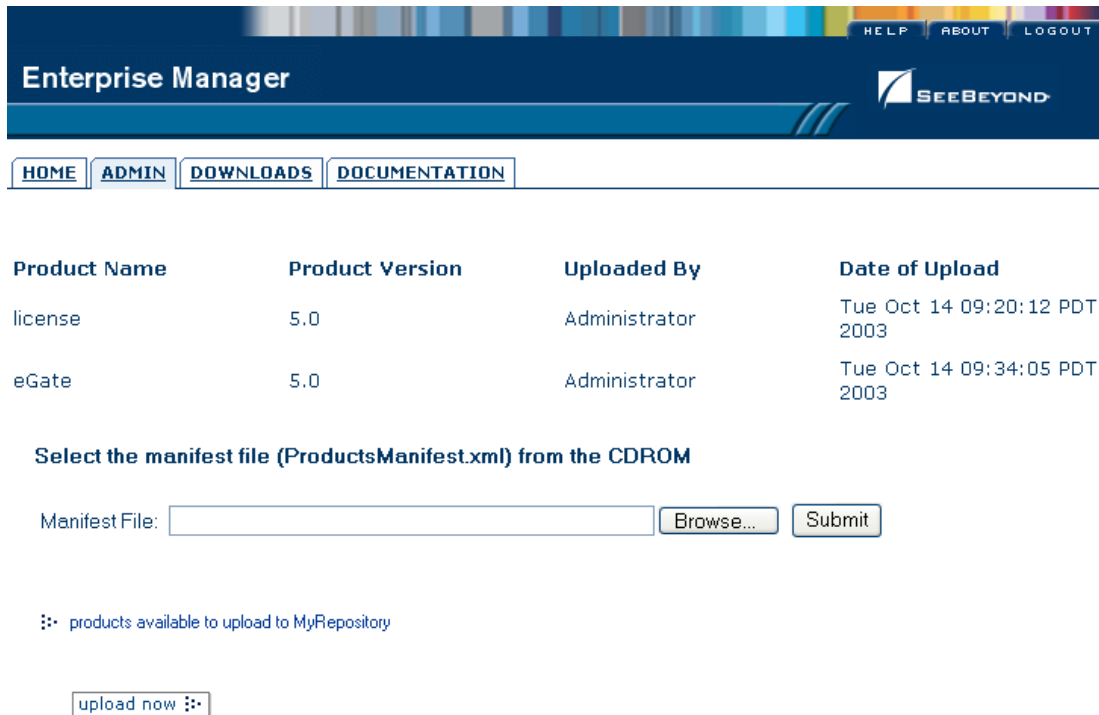 HELP ABOUT LOGOUT
Enterprise Manager
SEEBEYOND
HOME ADMIN DOWNLOADS DOCUMENTATION
Product Name Product Version Uploaded By Date of Upload
license 5.0 Administrator Tue Oct 14 09:20:12 PDT
2003
eGate 5.0 Administrator Tue Oct 14 09:34:05 PDT
2003
Select the manifest file (ProductsManifest.xml) from the CDROM
Manifest File: Browse... Submit
products available to upload to MyRepository
upload now